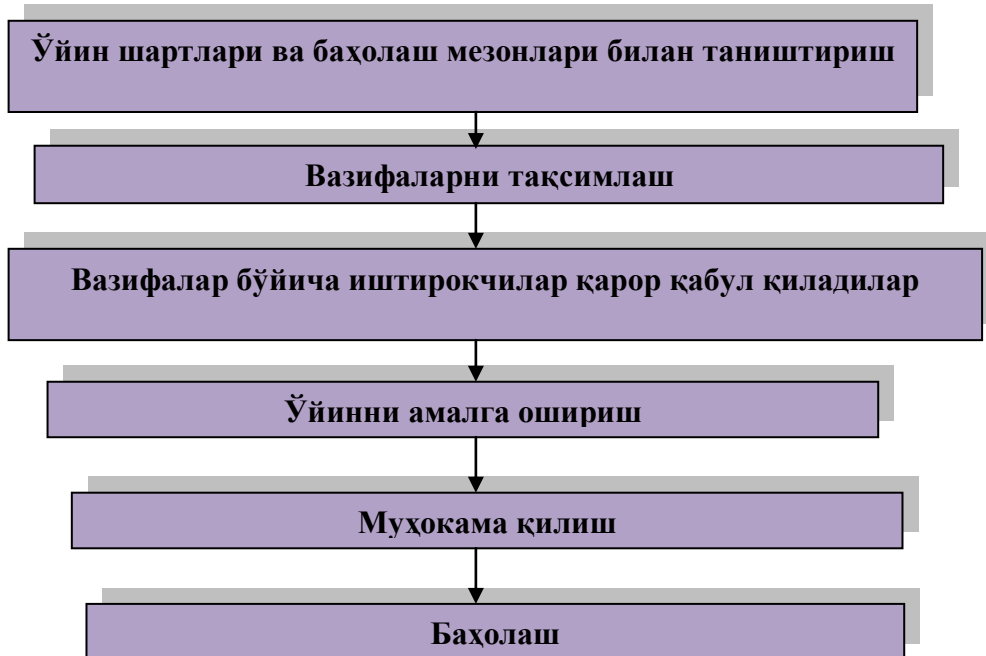 Ўйин шартлари ва баҳолаш мезонлари билан таништириш
Вазифаларни тақсимлаш
Вазифалар бўйича иштирокчилар қарор қабул қиладилар
Ўйинни амалга ошириш
Муҳокама қилиш
Баҳолаш